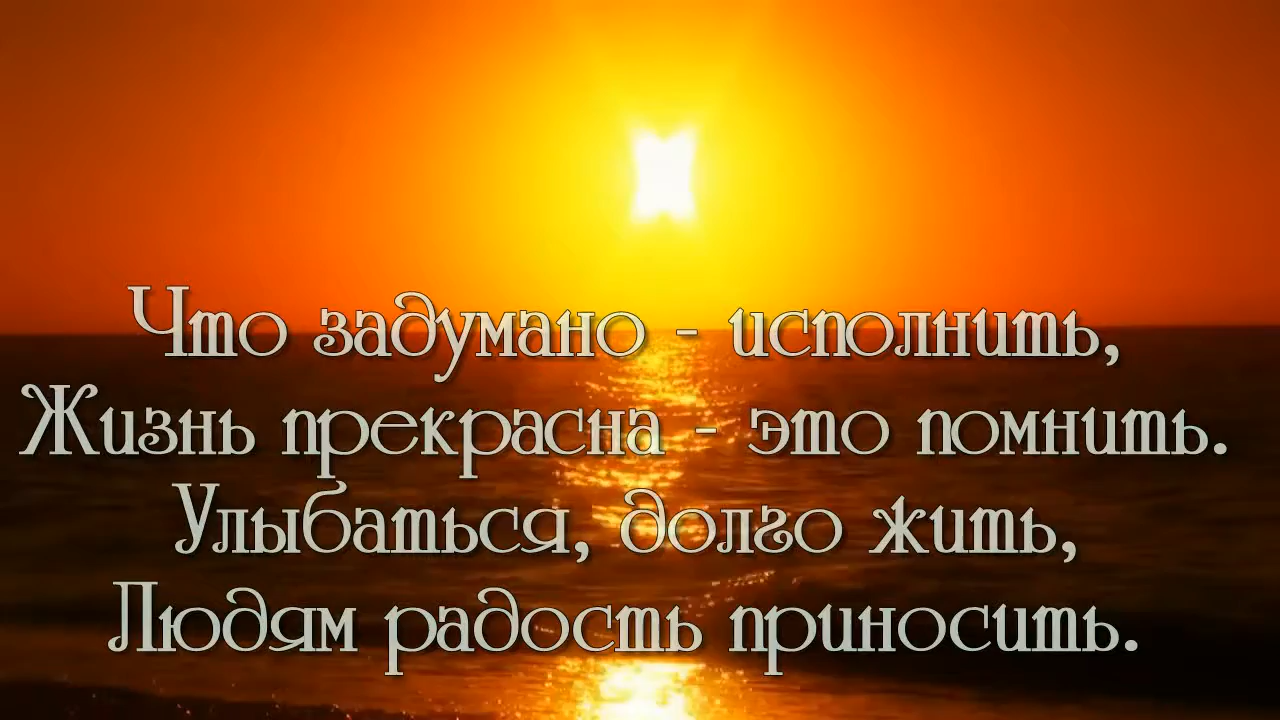 Что задумано - исполнить,
Жизнь прекрасна - это помнить.
Улыбаться, долго жить,
Людям радость приносить.